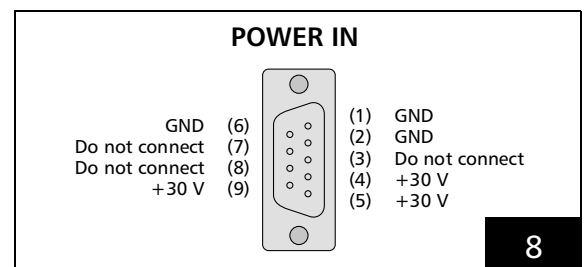 POWER IN
GND (6)
Do not connect (7)
Do not connect (8)
+30 V (9)
(1) GND
(2) GND
(3) Do not connect
(4) +30 V
(5) +30 V
8